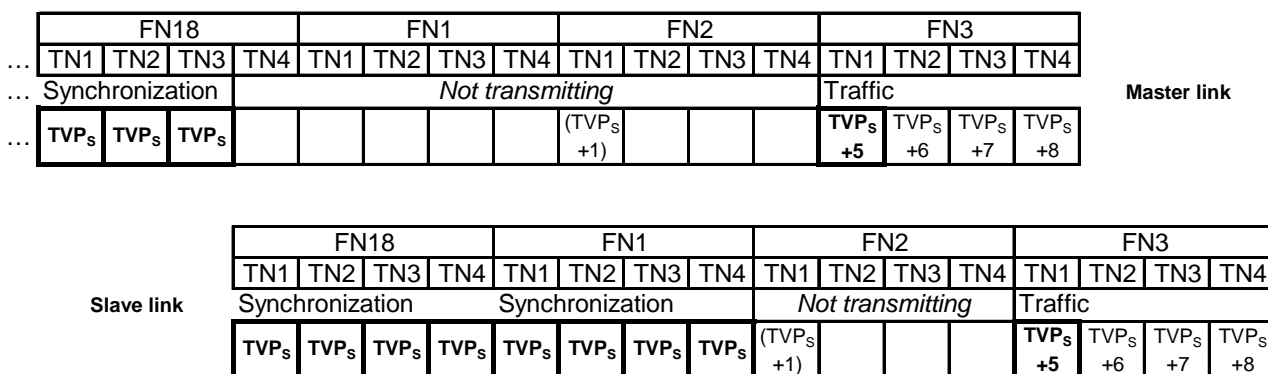 FN18 FN1 FN2 FN3
… TN1 TN2 TN3 TN4 TN1 TN2 TN3 TN4 TN1 TN2 TN3 TN4 TN1 TN2 TN3 TN4
… Synchronization Not transmitting Traffic Master link
… TVPS TVPS TVPS (TVPS +1) TVPS +5 TVPS +6 TVPS +7 TVPS +8
FN18 FN1 FN2 FN3
TN1 TN2 TN3 TN4 TN1 TN2 TN3 TN4 TN1 TN2 TN3 TN4 TN1 TN2 TN3 TN4
Slave link Synchronization Synchronization Not transmitting Traffic
TVPS TVPS TVPS TVPS TVPS TVPS TVPS TVPS (TVPS +1) TVPS +5 TVPS +6 TVPS +7 TVPS +8